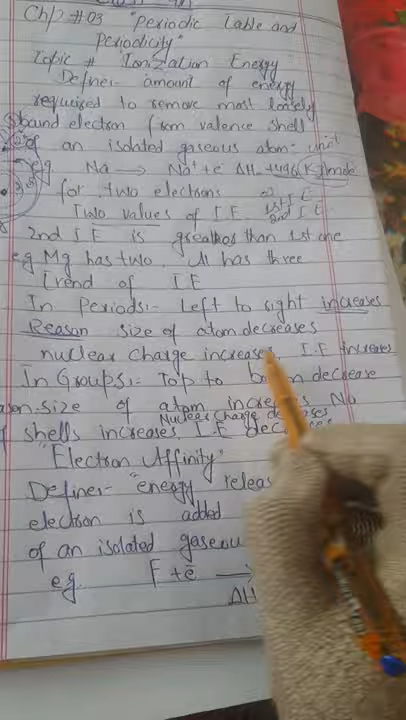 Chp #03 "Periodic Table and
Periodicity"
Topic # Ionization Energy
Define:- amount of energy
required to remove most loosely
bound electron from valence shell
of an isolated gaseous atom:- unit
e.g Na → Na⁺ + e⁻ ΔH = +496 KJ/mole
for two electrons
Two values of I E 1st I E
2nd I E
2nd I E is greater than 1st one
eg Mg has two, Al has three
Trend of I E
In Periods:- Left to right increases
Reason size of atom decreases
nuclear charge increases, I.E increases
In Groups:- Top to decrease
size of atom increases No
Nuclear charge
shells increases I.E
"Electron Affinity"
Define:- "energy releas
electron is added
of an isolated gaseou
eg. F + e⁻ →
ΔH